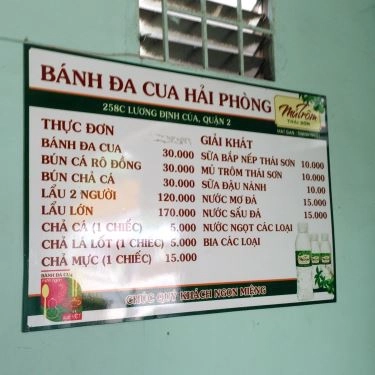 BÁNH ĐA CUA HẢI PHÒNG
258C LƯƠNG ĐỊNH CỦA, QUẬN 2
Mủ Trôm
THÁI SƠN
THỰC ĐƠN
BÁNH ĐA CUA 30.000
BÚN CÁ RÔ ĐỒNG 30.000
BÚN CHẢ CÁ 30.000
LẨU 2 NGƯỜI 120.000
LẨU LỚN 170.000
CHẢ CÁ (1 CHIẾC) 5.000
CHẢ LÁ LỐT (1 CHIẾC) 5.000
CHẢ MỰC (1 CHIẾC) 15.000
GIẢI KHÁT
SỮA BẮP NẾP THÁI SƠN 10.000
MỦ TRÔM THÁI SƠN 10.000
SỮA ĐẬU NÀNH 10.00
NƯỚC MƠ ĐÁ 15.000
NƯỚC SẤU ĐÁ 15.000
NƯỚC NGỌT CÁC LOẠI
BIA CÁC LOẠI
BÁNH ĐA CUA
CHÚC QUÝ KHÁCH NGON MIỆNG